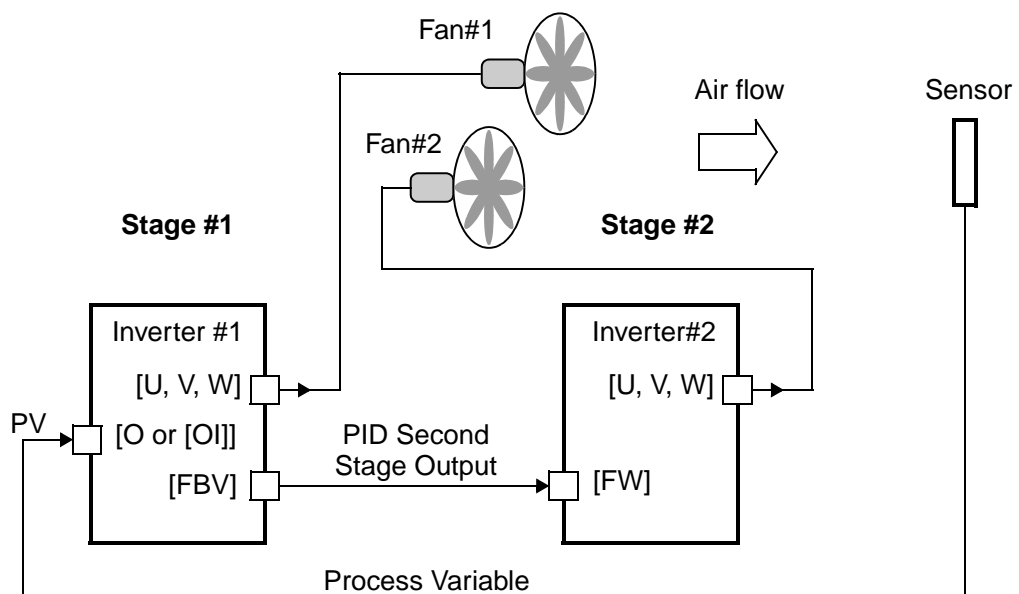 Fan#1
Air flow
Sensor
Fan#2
Stage #1
Stage #2
Inverter #1
Inverter#2
[U, V, W]
[U, V, W]
PV
[O or [OI]]
PID Second
Stage Output
[FBV]
[FW]
Process Variable